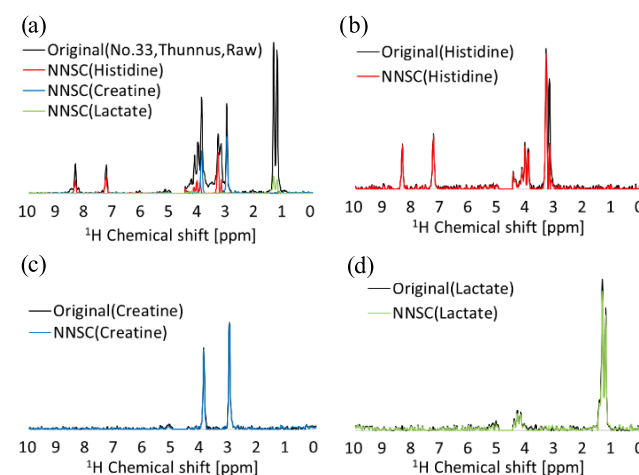 (a)
Original(No.33,Thunnus,Raw)
NNSC(Histidine)
NNSC(Creatine)
NNSC(Lactate)
10 9 8 7 6 5 4 3 2 1 0
¹H Chemical shift [ppm]
(b)
Original(Histidine)
NNSC(Histidine)
10 9 8 7 6 5 4 3 2 1 0
¹H Chemical shift [ppm]
(c)
Original(Creatine)
NNSC(Creatine)
10 9 8 7 6 5 4 3 2 1 0
¹H Chemical shift [ppm]
(d)
Original(Lactate)
NNSC(Lactate)
10 9 8 7 6 5 4 3 2 1 0
¹H Chemical shift [ppm]